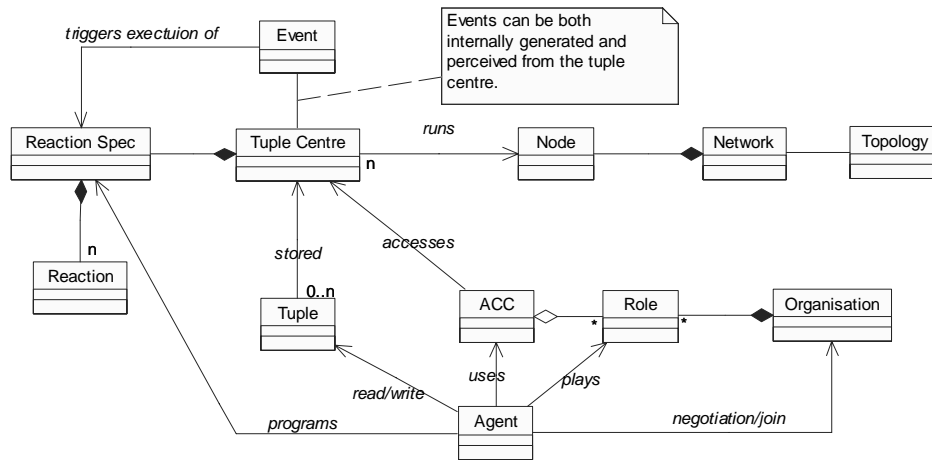 triggers exectuion of
Event
Events can be both
internally generated and
perceived from the tuple
centre.
Reaction Spec
Tuple Centre
runs
n
Node
Network
Topology
n
stored
accesses
Reaction
0..n
Tuple
ACC
*
Role
*
Organisation
read/write
uses
plays
programs
Agent
negotiation/join